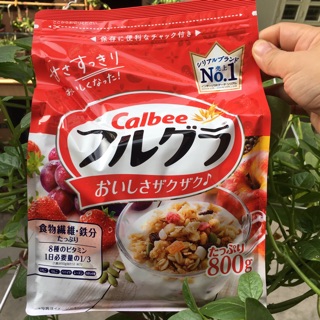 保存に便利なチャック付き
やさすっきり
おいしくなった!
シリアルブランド
売上
No.1
Calbee
フルグラ
おいしさザクザク♪
食物繊維・鉄分
たっぷり
8種のビタミン
1日必要量の1/3
たっぷり
800g